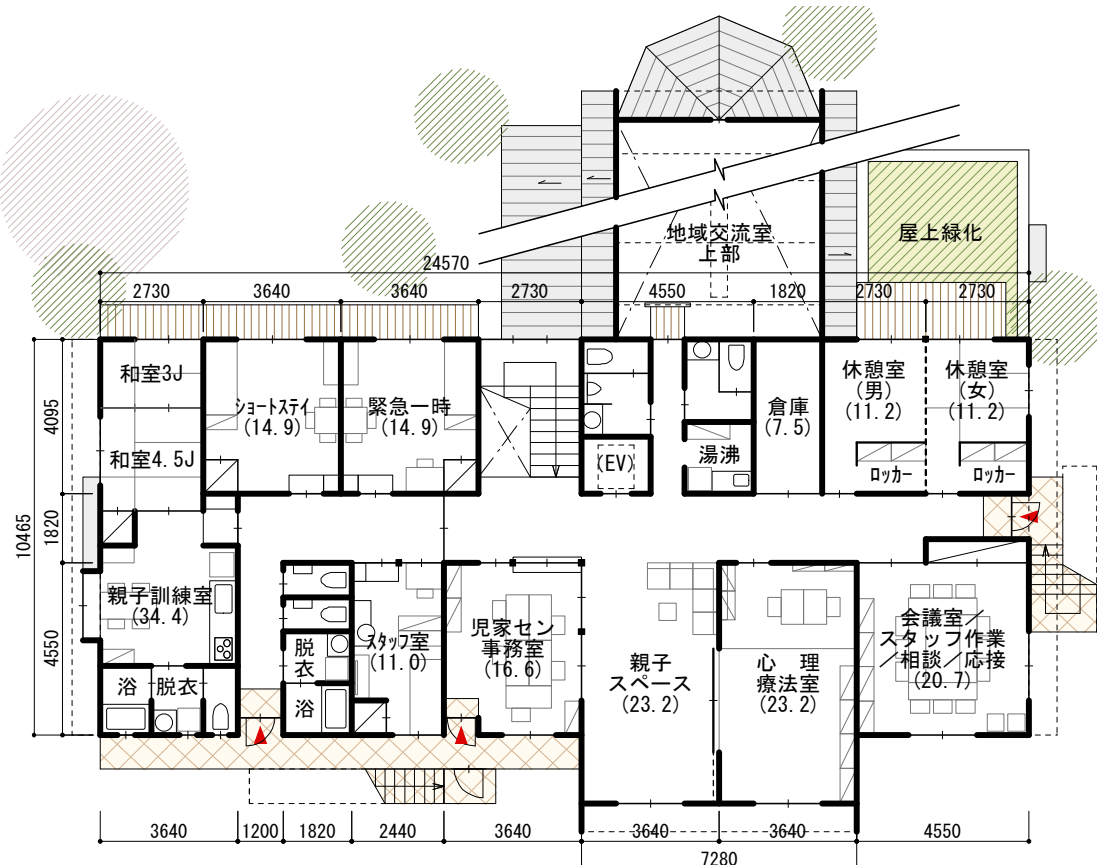 地域交流室
上部
屋上緑化
24570
2730
3640
3640
2730
4550
1820
2730
2730
和室3J
ショートステイ
(14.9)
緊急一時
(14.9)
倉庫
(7.5)
休憩室
(男)
(11.2)
休憩室
(女)
(11.2)
4095
和室4.5J
(EV)
湯沸
ロッカー
ロッカー
10465
1820
親子訓練室
(34.4)
4550
脱
衣
スタッフ室
(11.0)
児家セン
事務室
(16.6)
親子
スペース
(23.2)
心 理
療法室
(23.2)
会議室/
スタッフ作業
/相談/応接
(20.7)
浴
脱衣
浴
3640
1200
1820
2440
3640
3640
3640
4550
7280